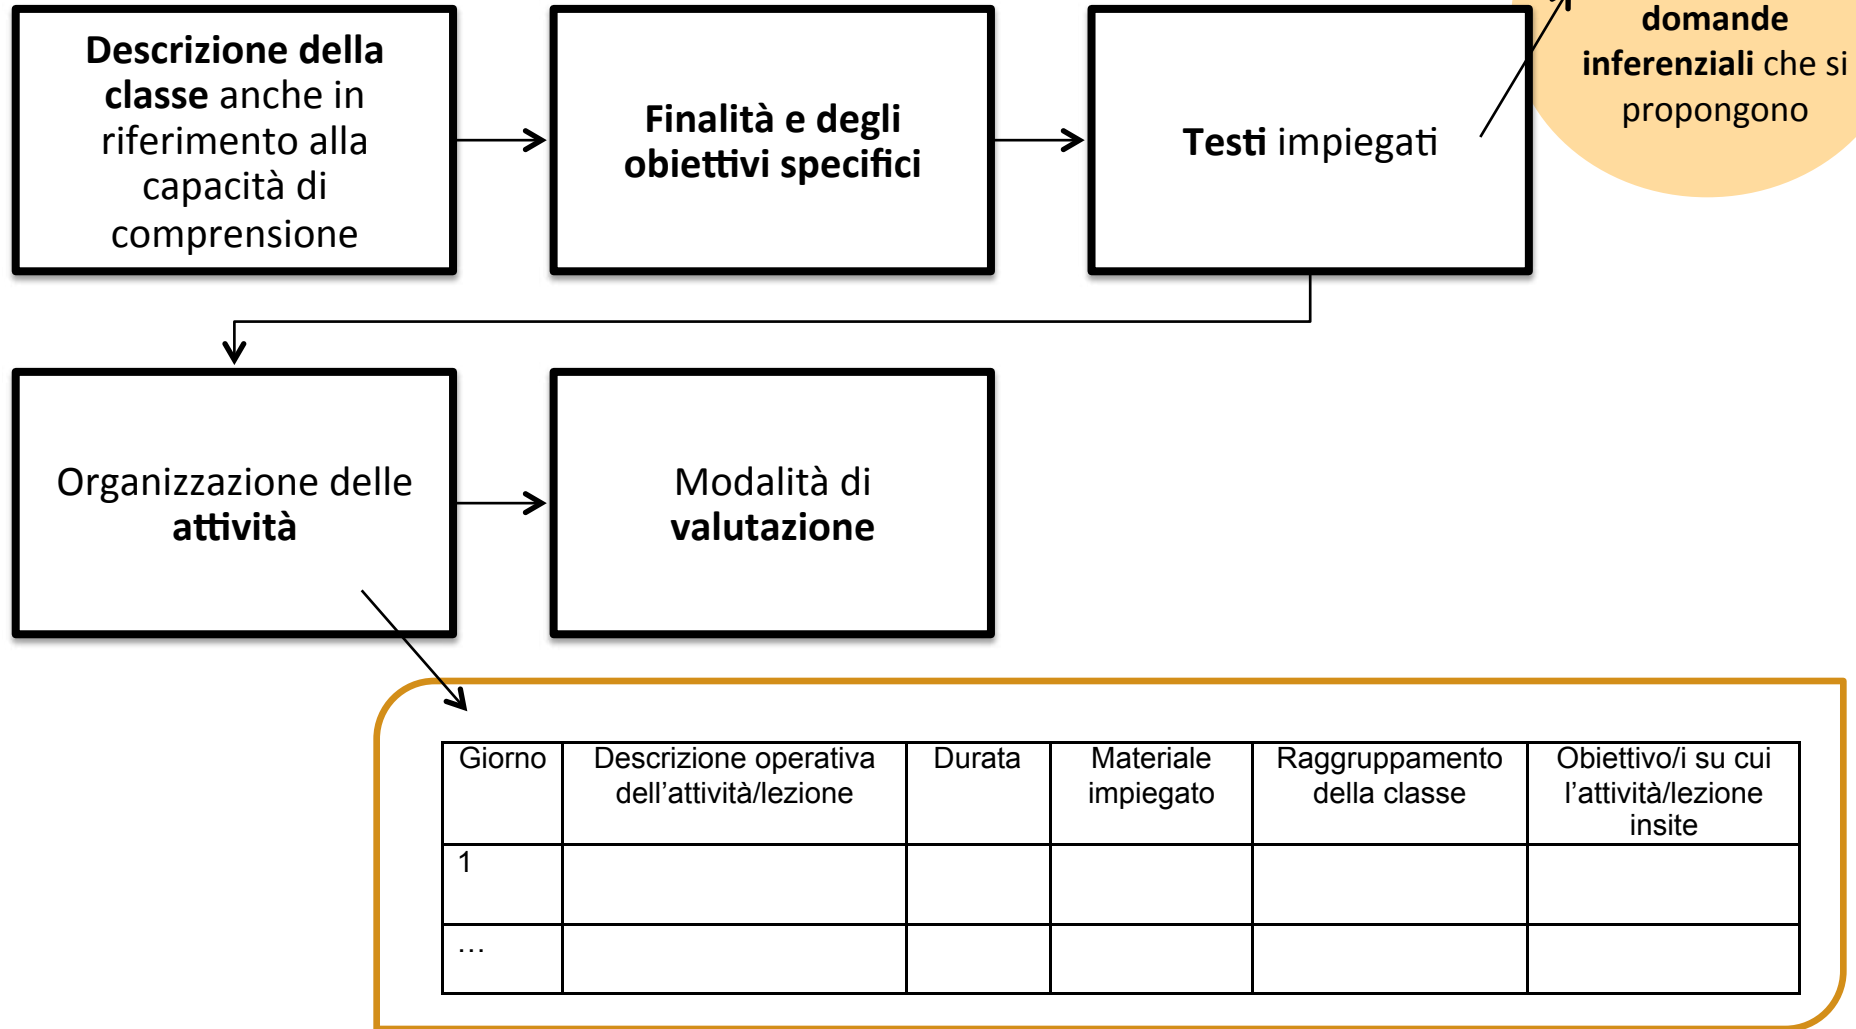 Descrizione della
classe anche in
riferimento alla
capacità di
comprensione
Finalità e degli
obiettivi specifici
Testi impiegati
domande
inferenziali che si
propongono
Organizzazione delle
attività
Modalità di
valutazione
Giorno
Descrizione operativa
dell’attività/lezione
Durata
Materiale
impiegato
Raggruppamento
della classe
Obiettivo/i su cui
l’attività/lezione
insite
1
…